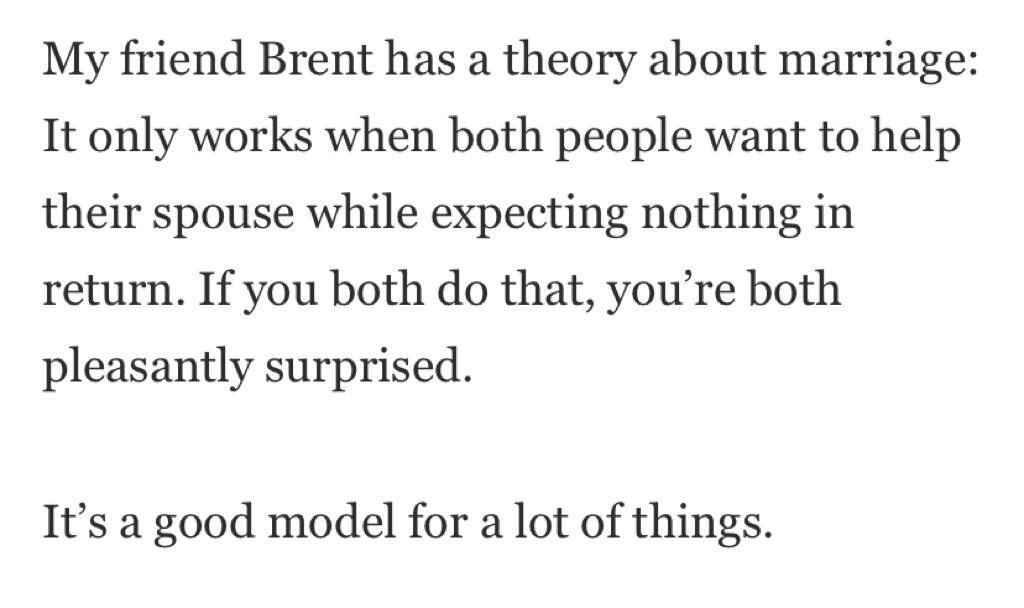 My friend Brent has a theory about marriage:
It only works when both people want to help
their spouse while expecting nothing in
return. If you both do that, you’re both
pleasantly surprised.
It’s a good model for a lot of things.